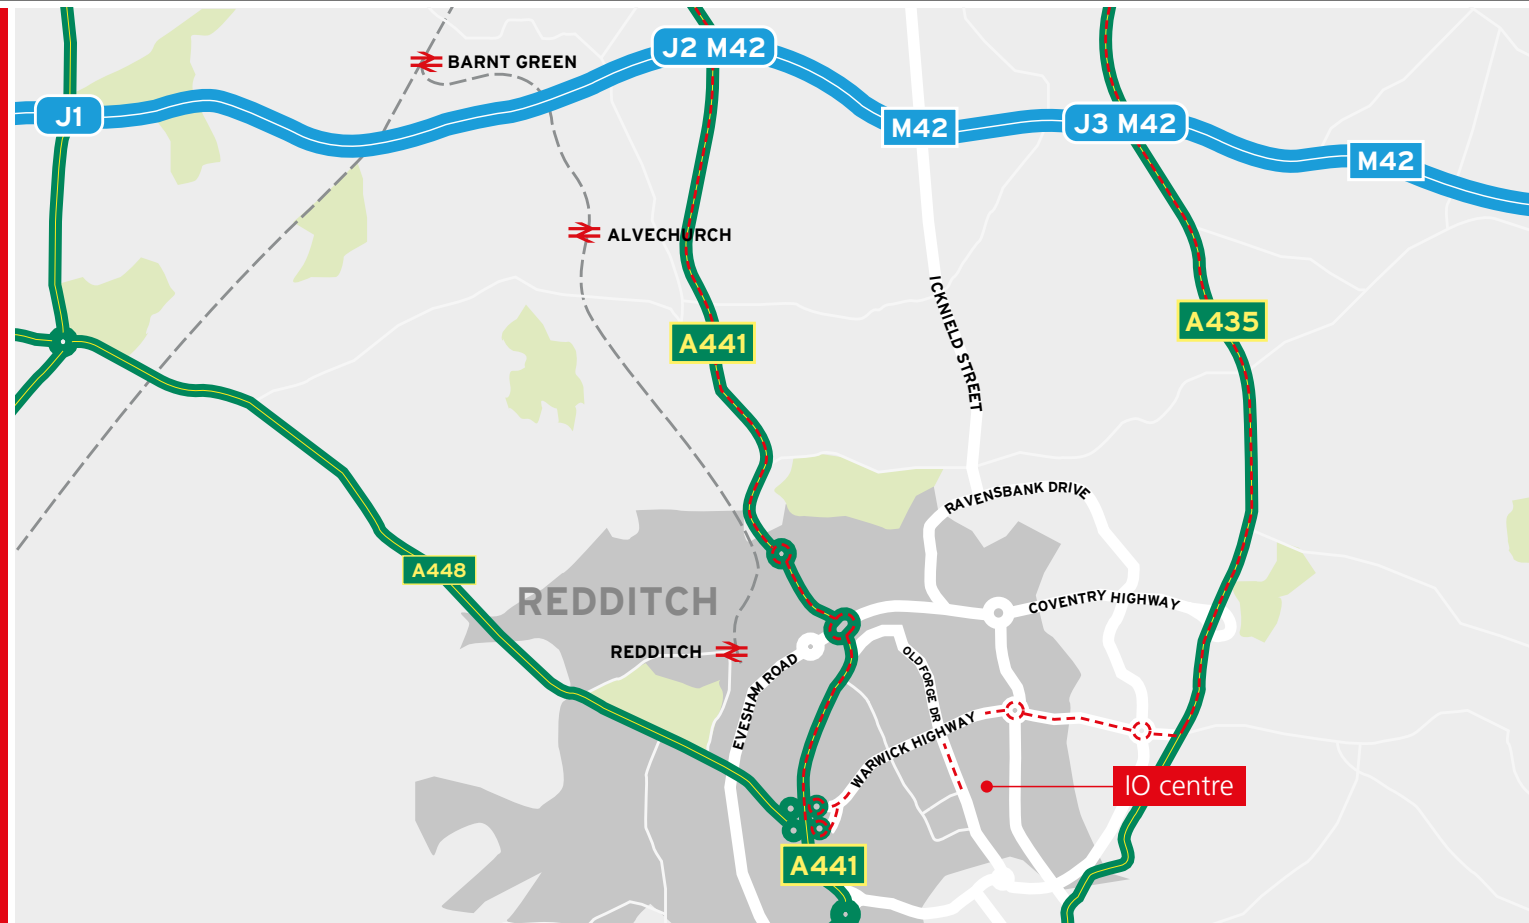 BARNT GREEN
J2 M42
J1
M42
J3 M42
M42
ALVECHURCH
ICKNIELD STREET
A441
A435
RAVENSBANK DRIVE
A448
REDDITCH
COVENTRY HIGHWAY
REDDITCH
EVESHAM ROAD
OLD FORGE DR
WARWICK HIGHWAY
IO centre
A441